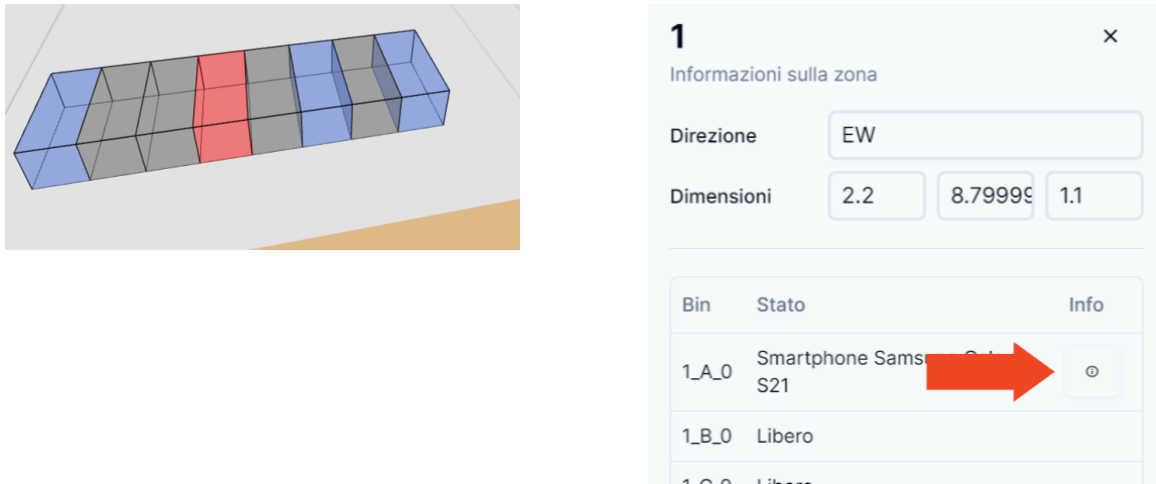 1
Informazioni sulla zona
Direzione EW
Dimensioni 2.2 8.79999 1.1
Bin Stato Info
1_A_0 Smartphone
S21
1_B_0 Libero